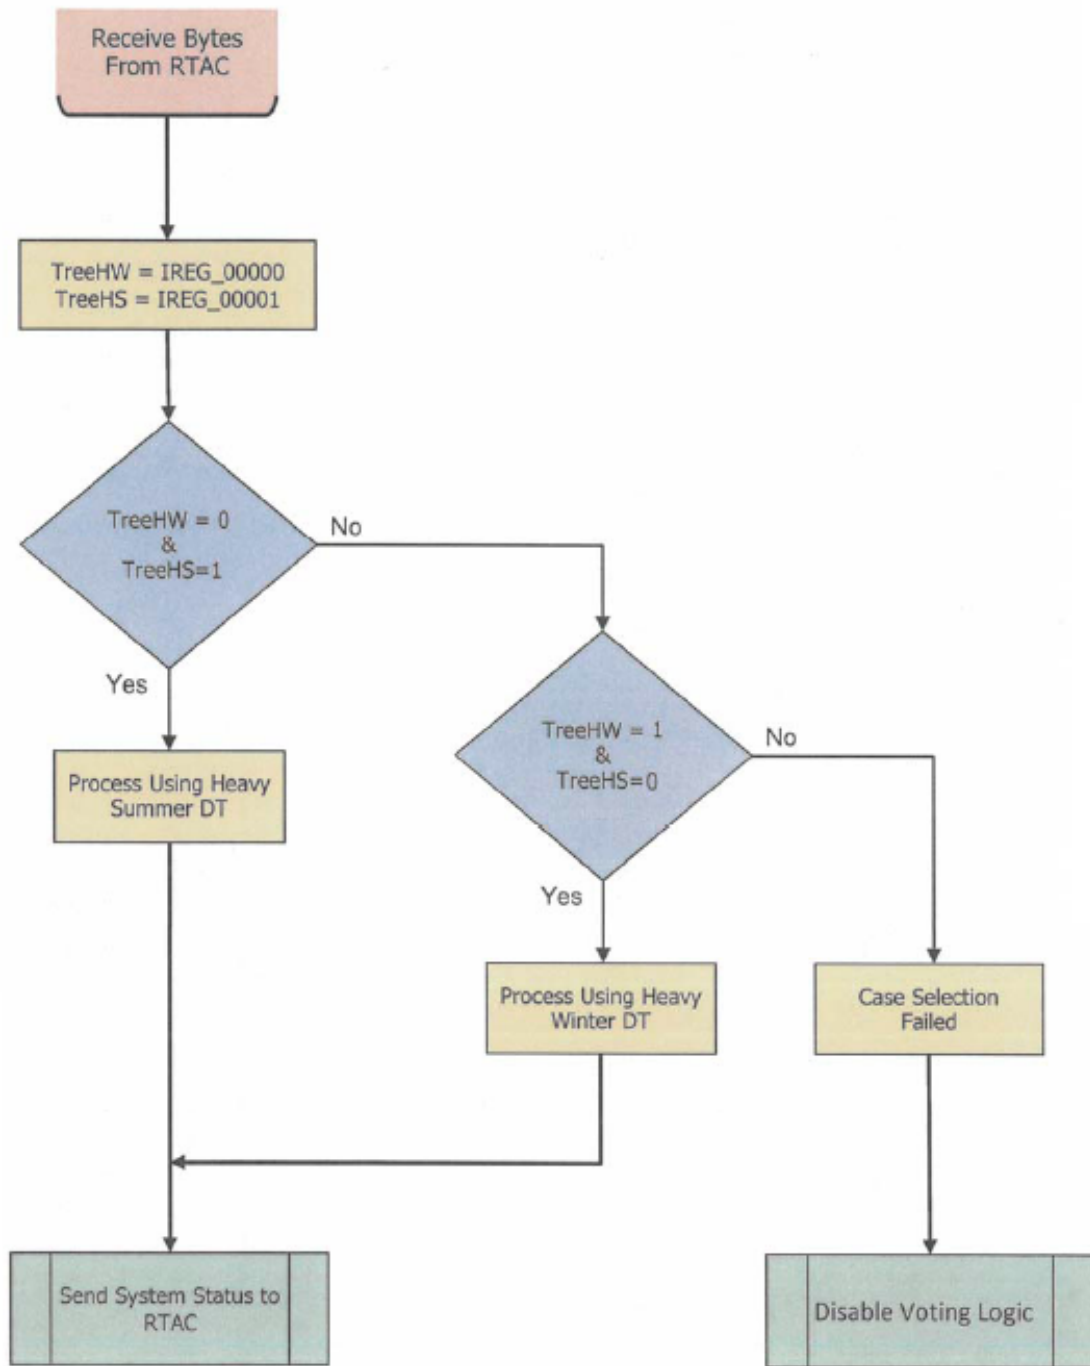 Receive Bytes
From RTAC
TreeHW = IREG_00000
TreeHS = IREG_00001
TreeHW = 0
&
TreeHS=1
No
Yes
TreeHW = 1
&
TreeHS=0
No
Process Using Heavy
Summer DT
Yes
Process Using Heavy
Winter DT
Case Selection
Failed
Send System Status to
RTAC
Disable Voting Logic